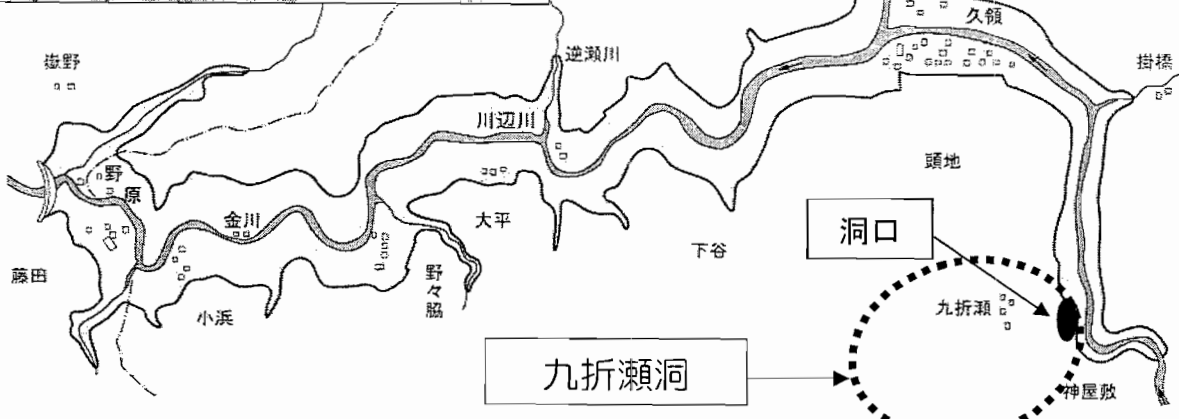 久領
嶽野
逆瀬川
掛橋
川辺川
頭地
野原
金川
大平
洞口
藤田
下谷
野々脇
九折瀬
小浜
九折瀬洞
神屋敷